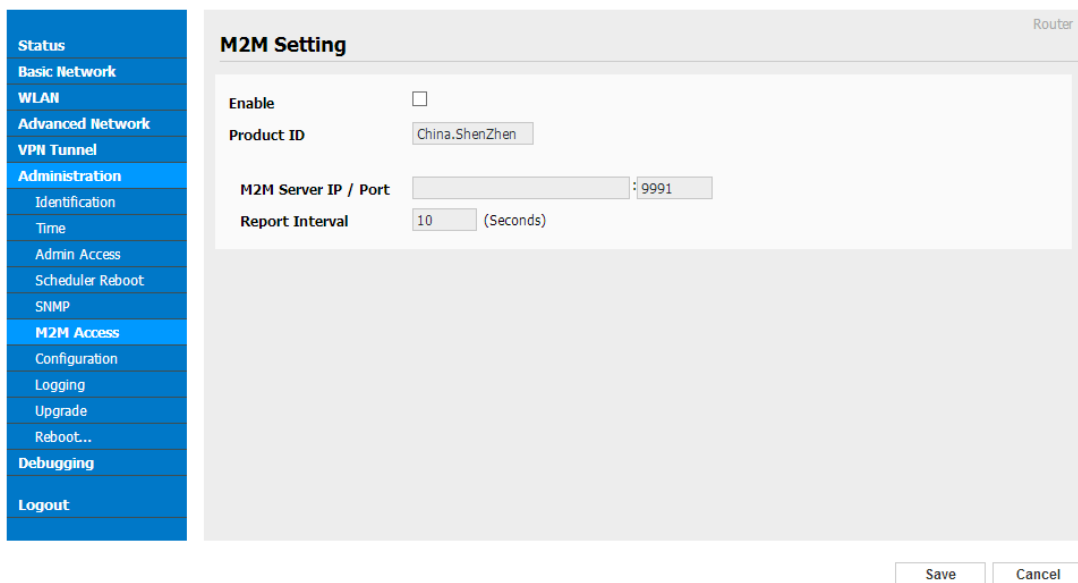 Router
Status
Basic Network
WLAN
Advanced Network
VPN Tunnel
Administration
Identification
Time
Admin Access
Scheduler Reboot
SNMP
M2M Access
Configuration
Logging
Upgrade
Reboot...
Debugging
Logout
M2M Setting
Enable
Product ID China.ShenZhen
M2M Server IP / Port : 9991
Report Interval 10 (Seconds)
Save Cancel